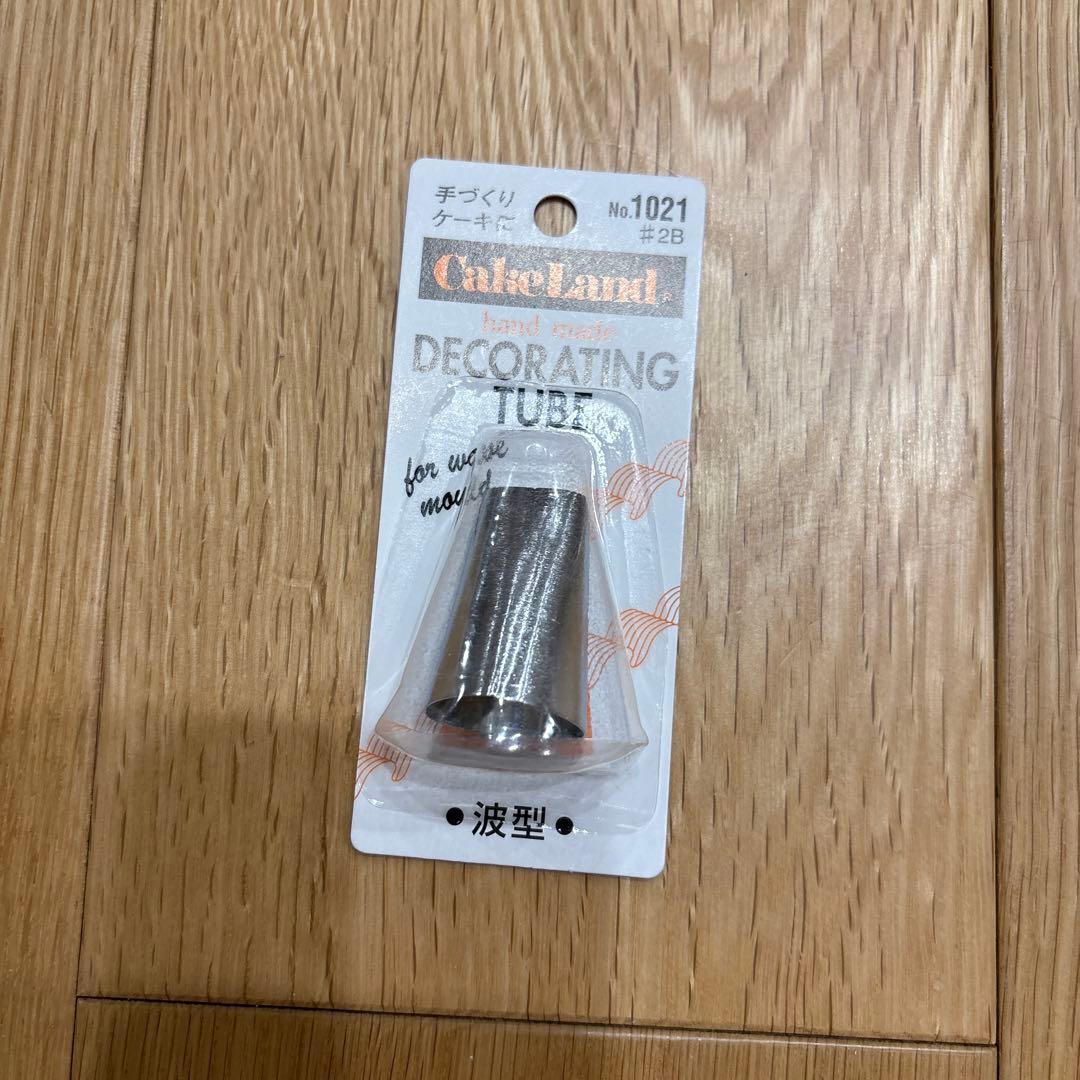 手づくり
ケーキに
No.1021
#2B
CakeLand®
hand made
DECORATING
TUBE
for wave
mould
•波型•